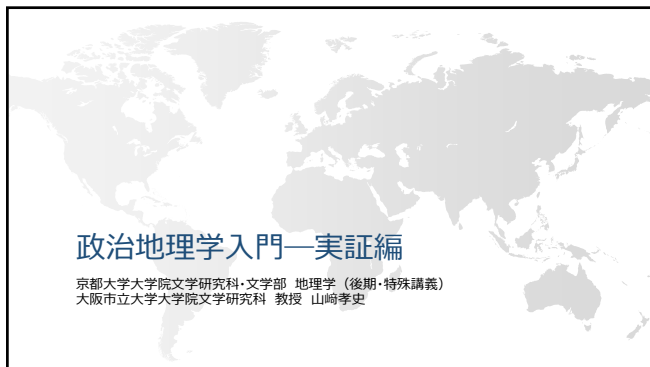 政治地理学入門―実証編
京都大学大学院文学研究科・文学部 地理学（後期・特殊講義）
大阪市立大学大学院文学研究科 教授 山﨑孝史